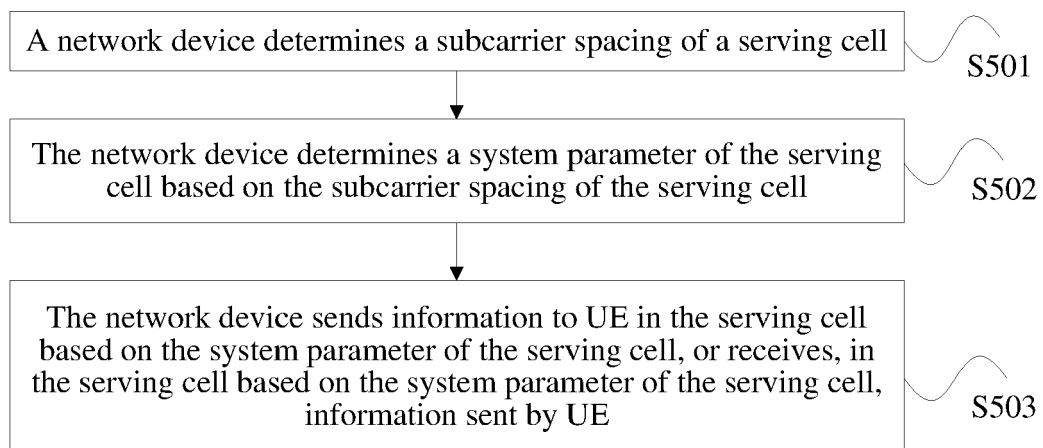 A network device determines a subcarrier spacing of a serving cell
S501
The network device determines a system parameter of the serving
cell based on the subcarrier spacing of the serving cell
S502
The network device sends information to UE in the serving cell
based on the system parameter of the serving cell, or receives, in
the serving cell based on the system parameter of the serving cell,
information sent by UE
S503